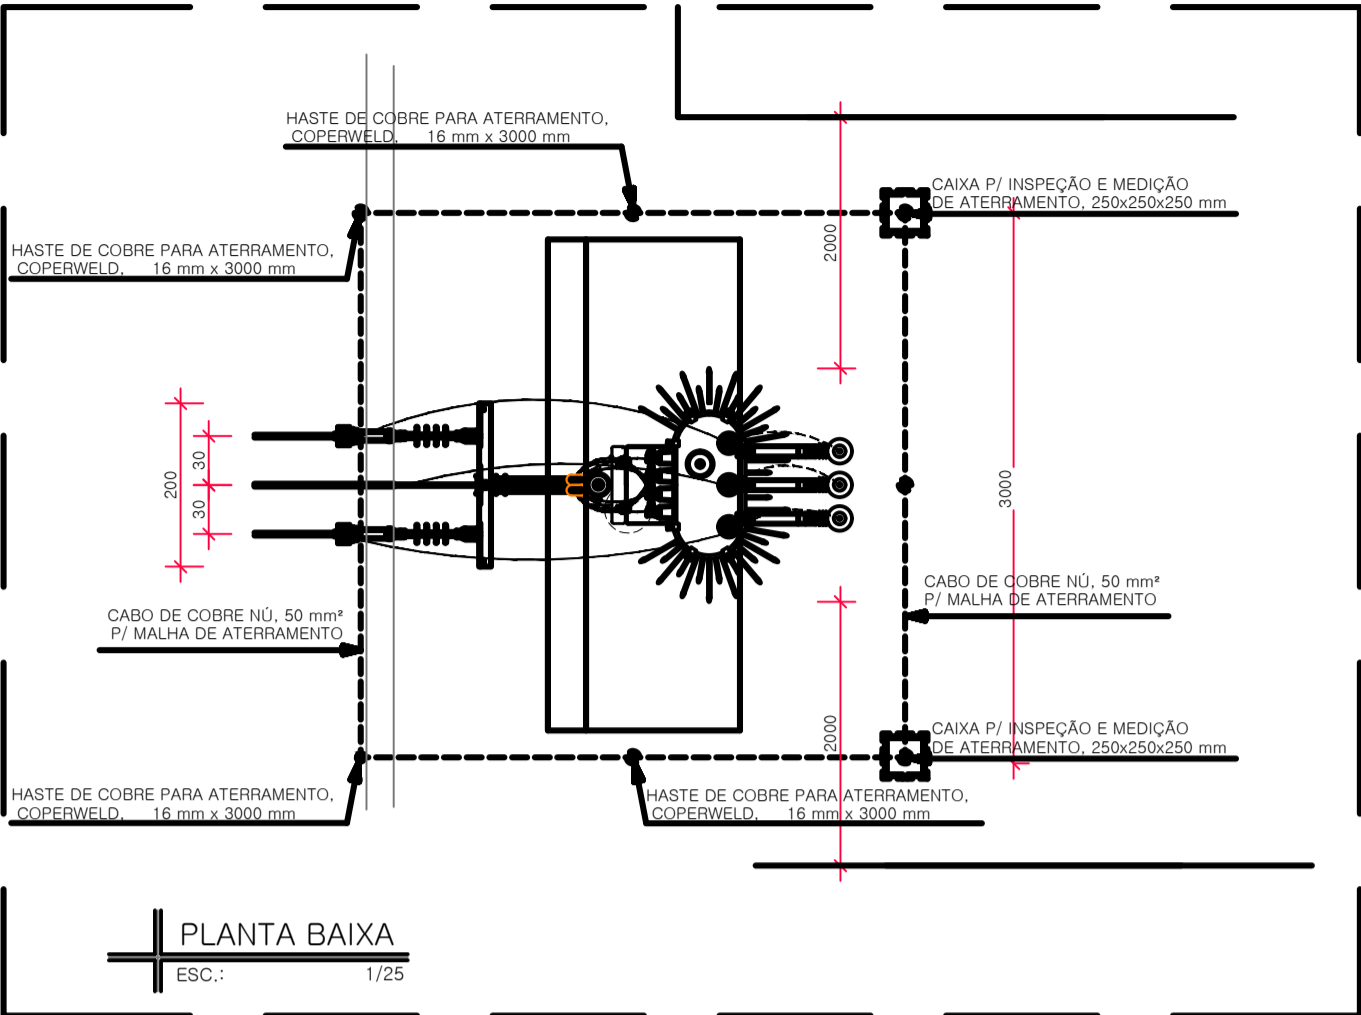 HASTE DE COBRE PARA ATERRAMENTO,
COPERWELD, 16 mm x 3000 mm
CAIXA P/ INSPEÇÃO E MEDIÇÃO
DE ATERRAMENTO, 250x250x250 mm
HASTE DE COBRE PARA ATERRAMENTO,
COPERWELD, 16 mm x 3000 mm
2000
200
30
30
3000
CABO DE COBRE NÚ, 50 mm²
P/ MALHA DE ATERRAMENTO
CABO DE COBRE NÚ, 50 mm²
P/ MALHA DE ATERRAMENTO
2000
CAIXA P/ INSPEÇÃO E MEDIÇÃO
DE ATERRAMENTO, 250x250x250 mm
HASTE DE COBRE PARA ATERRAMENTO,
COPERWELD, 16 mm x 3000 mm
HASTE DE COBRE PARA ATERRAMENTO,
COPERWELD, 16 mm x 3000 mm
PLANTA BAIXA
ESC.: 1/25